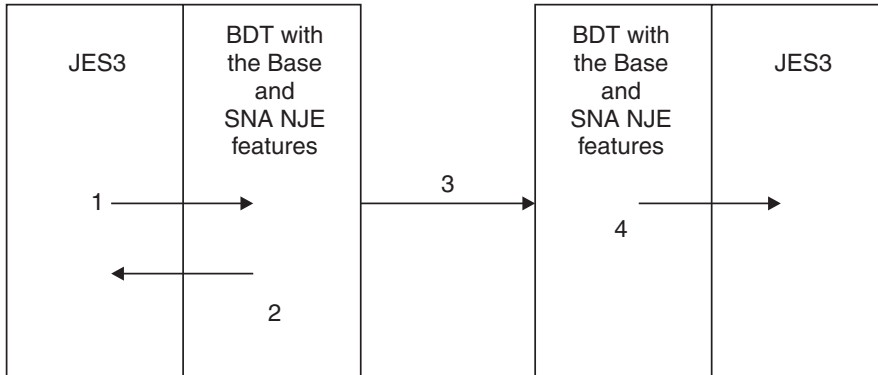 JES3
BDT with
the Base
and
SNA NJE
features
BDT with
the Base
and
SNA NJE
features
JES3
1
2
3
4